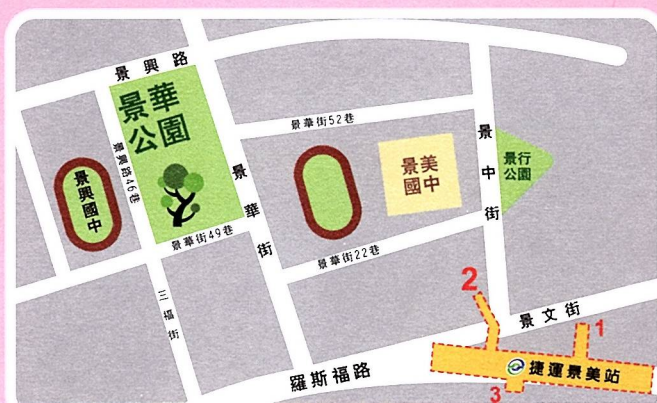 景興路
景華
公園
景興路46巷
景興國中
景華街
景華街52巷
景美
國中
景中街
景行
公園
景華街49巷
景華街22巷
三福街
2
景文街
1
羅斯福路
捷運景美站
3